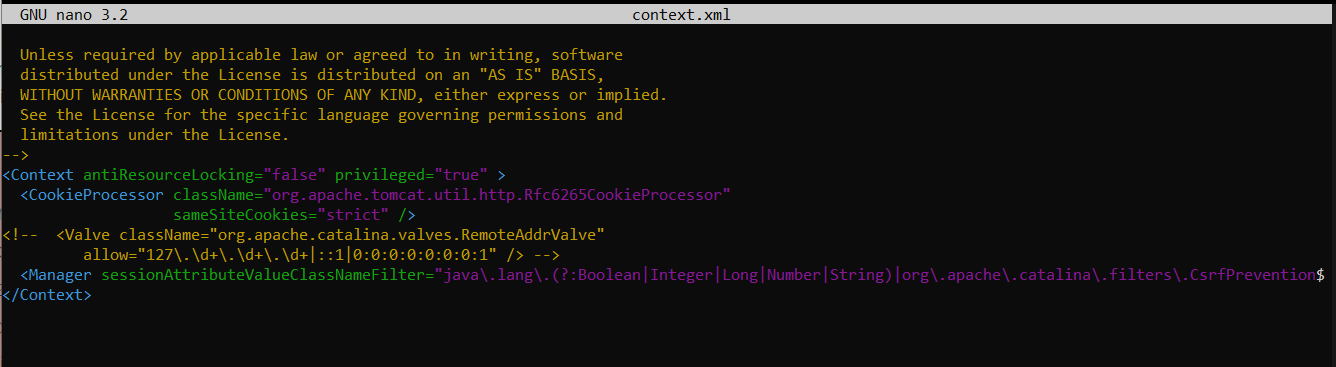 GNU nano 3.2 context.xml
Unless required by applicable law or agreed to in writing, software
distributed under the License is distributed on an "AS IS" BASIS,
WITHOUT WARRANTIES OR CONDITIONS OF ANY KIND, either express or implied.
See the License for the specific language governing permissions and
limitations under the License.
-->
<Context antiResourceLocking="false" privileged="true" >
<CookieProcessor className="org.apache.tomcat.util.http.Rfc6265CookieProcessor"
sameSiteCookies="strict" />
<!--  <Valve className="org.apache.catalina.valves.RemoteAddrValve"
allow="127\.\d+\.\d+\.\d+|::1|0:0:0:0:0:0:0:1" /> -->
<Manager sessionAttributeValueClassNameFilter="java\.lang\.(?:Boolean|Integer|Long|Number|String)|org\.apache\.catalina\.filters\.CsrfPrevention$
</Context>